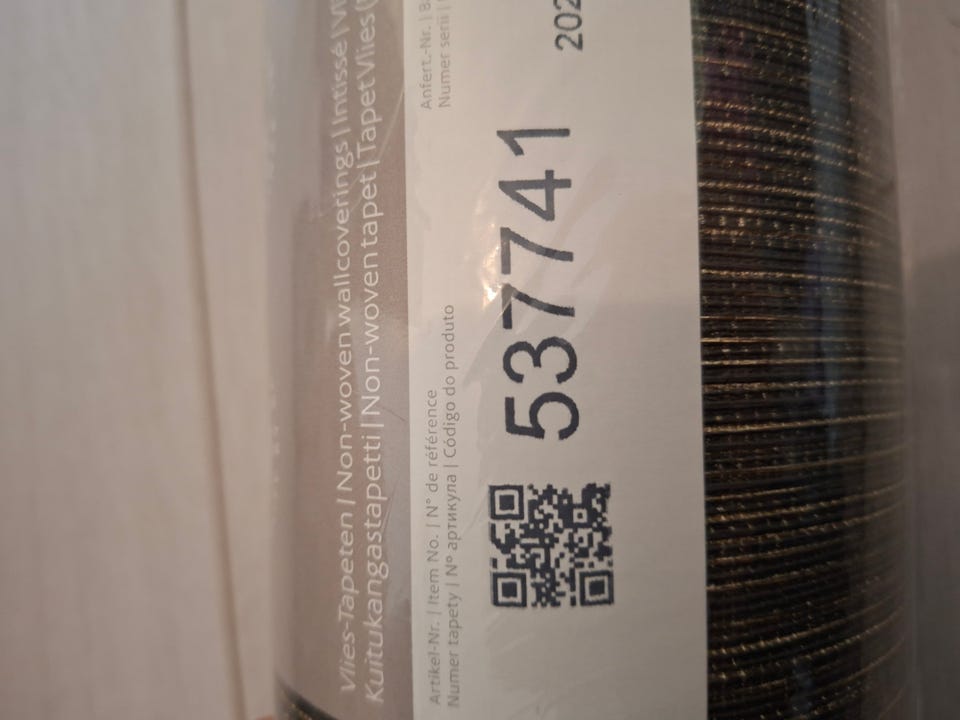 Vlies-Tapeten | Non-woven wallcoverings | Intissé |
Kuitukangastapetti | Non-woven tapet | TapetVlies
Artikel-Nr. | Item No. | N° de référence
Numer tapety | Nº артикула | Código do produto
537741
Anfert.-Nr. |
Numer serii |
202